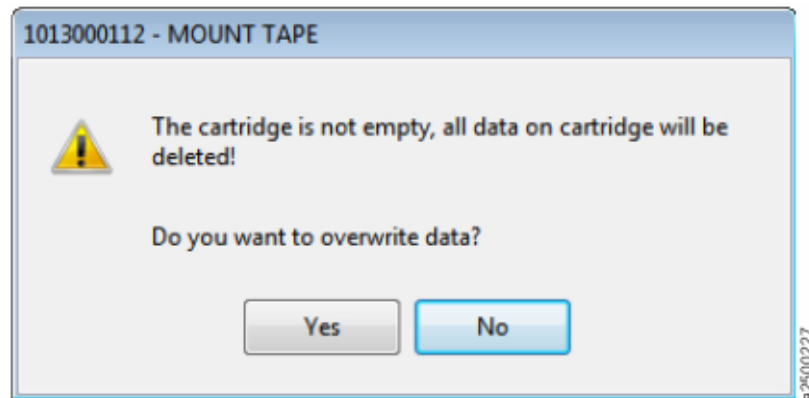 1013000112 - MOUNT TAPE
The cartridge is not empty, all data on cartridge will be
deleted!
Do you want to overwrite data?
Yes
No
a2500227